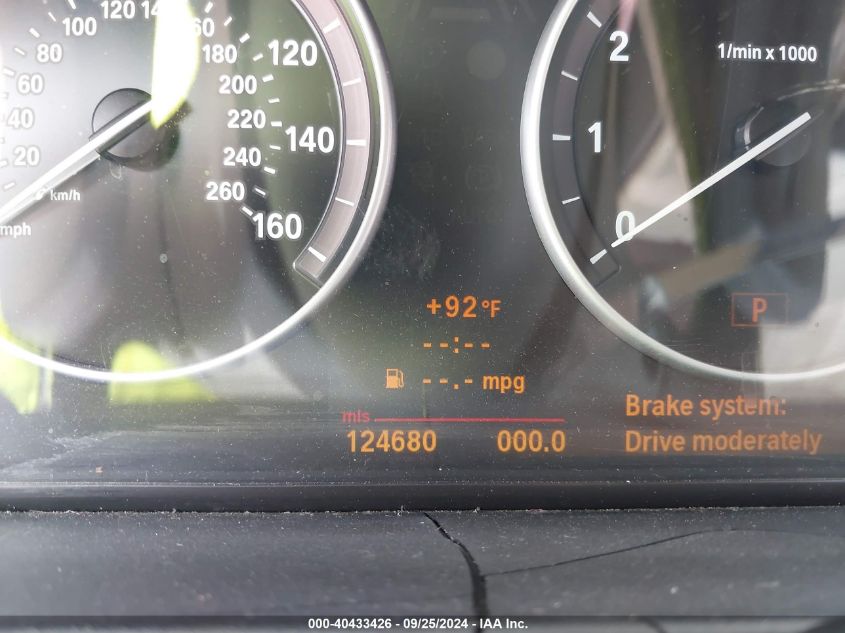 100 120 140 160
80 180 120
60 200
40 220 140
20 240
260 160
km/h
mph
2 1/min x 1000
1
0
+92 °F
P
--:--
--.- mpg
mls
124680 000.0
Brake system:
Drive moderately
000-40433426 - 09/25/2024 - IAA Inc.